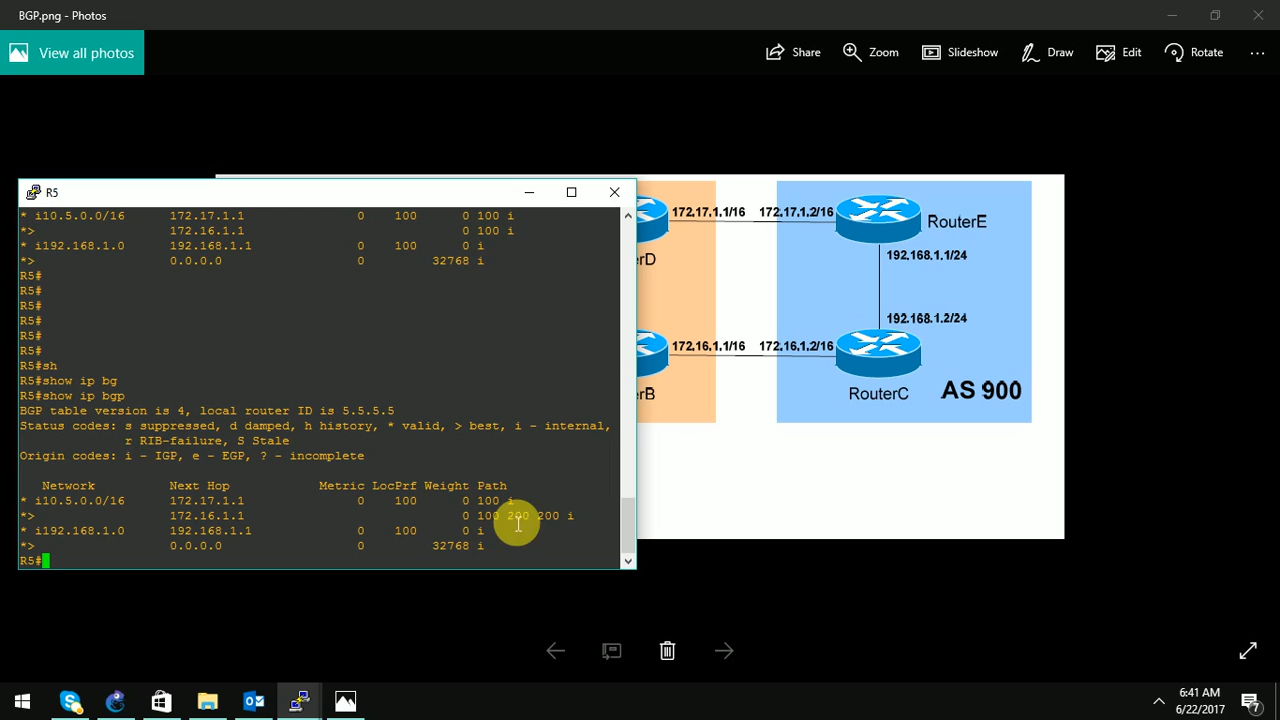 BGP.png - Photos
View all photos
Share
Zoom
Slideshow
Draw
Edit
Rotate
R5
* i10.5.0.0/16 172.17.1.1 0 100 0 100 i
*> 172.16.1.1 0 100 i
* i192.168.1.0 192.168.1.1 0 100 0 i
*> 0.0.0.0 0 32768 i
R5#
R5#
R5#
R5#
R5#
R5#
R5#sh
R5#show ip bg
R5#show ip bgp
BGP table version is 4, local router ID is 5.5.5.5
Status codes: s suppressed, d damped, h history, * valid, > best, i - internal,
r RIB-failure, S Stale
Origin codes: i - IGP, e - EGP, ? - incomplete
Network Next Hop Metric LocPrf Weight Path
* i10.5.0.0/16 172.17.1.1 0 100 0 100 i
*> 172.16.1.1 0 100 200 200 i
* i192.168.1.0 192.168.1.1 0 100 0 i
*> 0.0.0.0 0 32768 i
R5#
172.17.1.1/16 172.17.1.2/16
RouterE
erD
192.168.1.1/24
192.168.1.2/24
172.16.1.1/16 172.16.1.2/16
erB
RouterC
AS 900
6:41 AM
6/22/2017
7